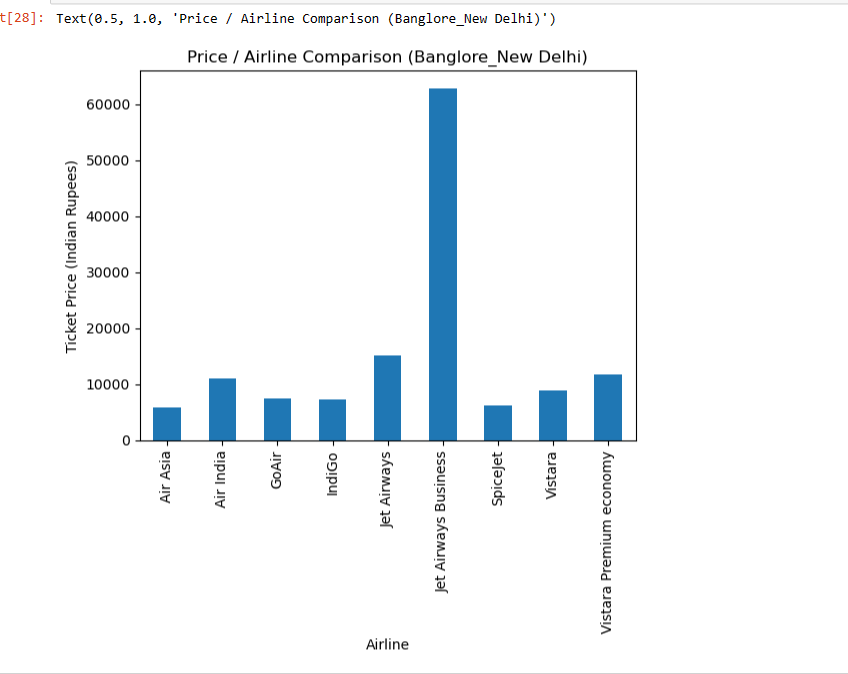 t[28]: Text(0.5, 1.0, 'Price / Airline Comparison (Banglore_New Delhi)')
Price / Airline Comparison (Banglore_New Delhi)
Ticket Price (Indian Rupees)
60000
50000
40000
30000
20000
10000
0
Air Asia
Air India
GoAir
IndiGo
Jet Airways
Jet Airways Business
SpiceJet
Vistara
Vistara Premium economy
Airline